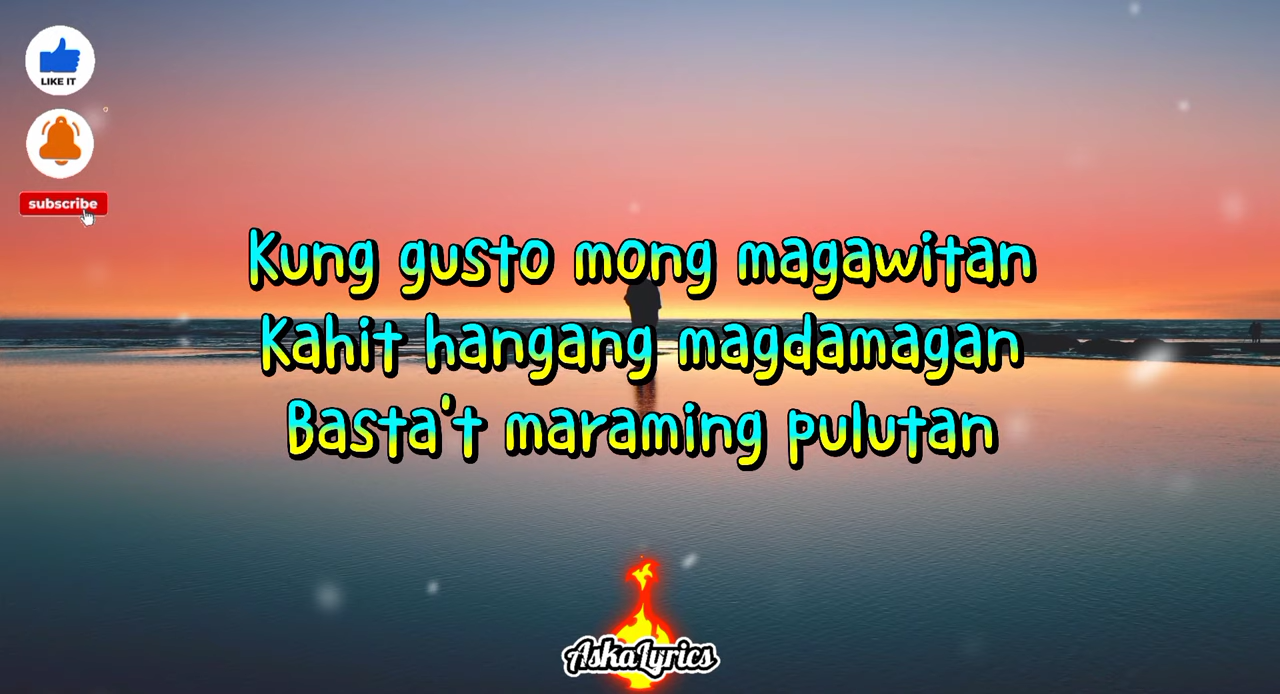 LIKE IT
subscribe
Kung gusto mong magawitan
Kahit hangang magdamagan
Basta't maraming pulutan
AskaLyrics